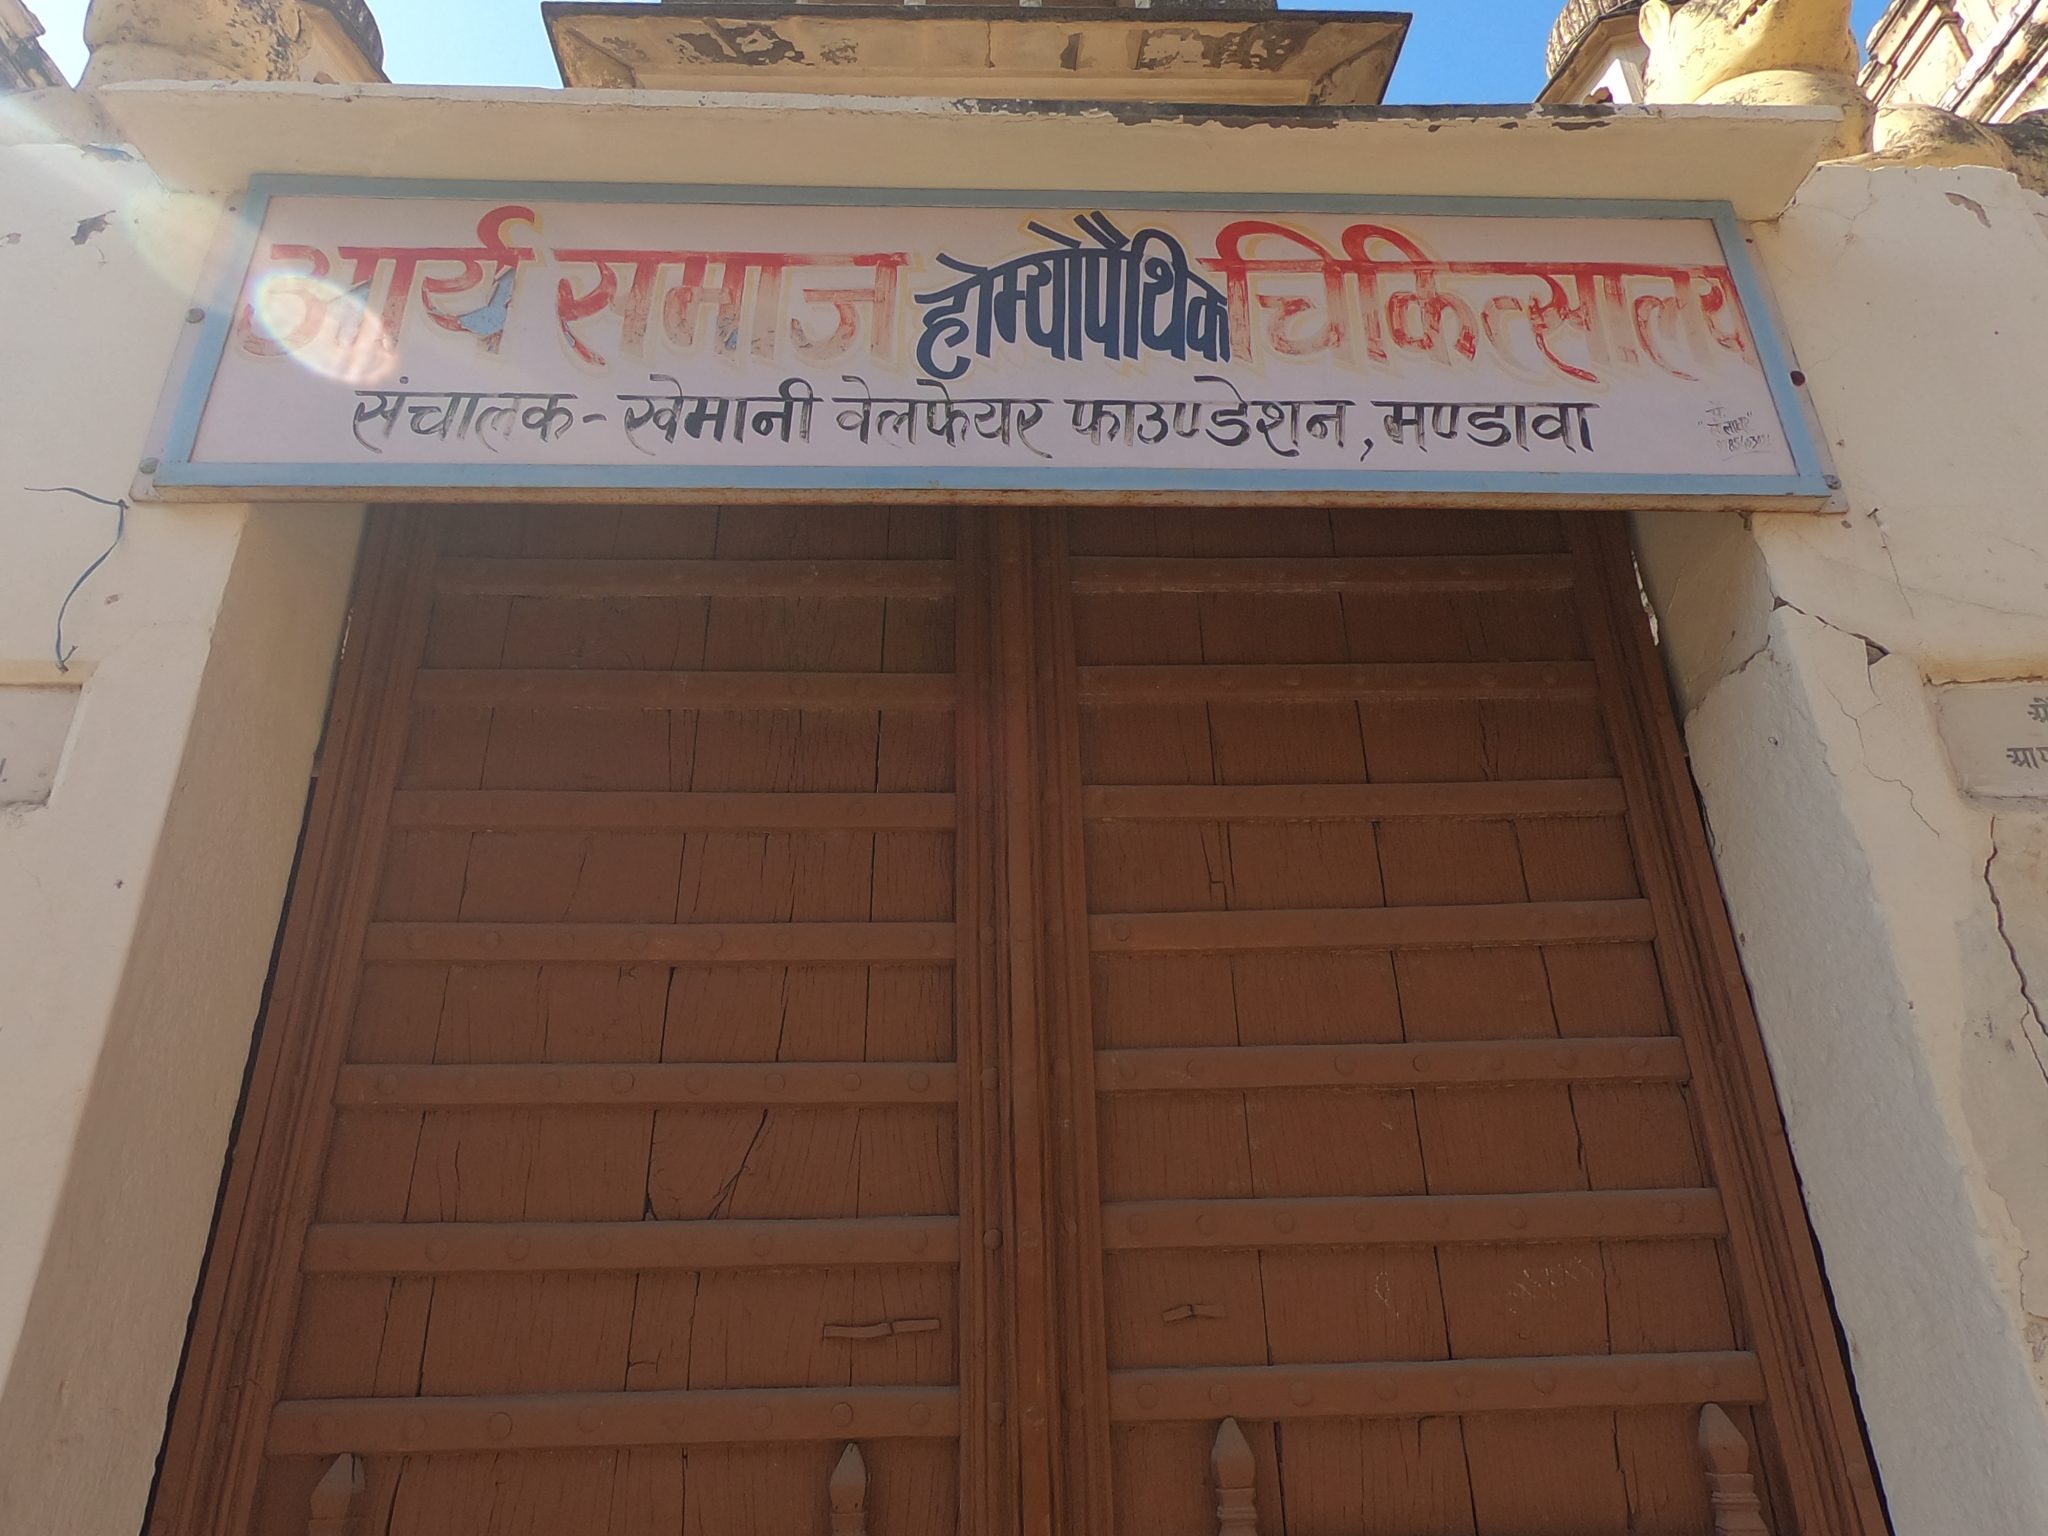 आर्य समाज होम्योपैथिक चिकित्सालय
संचालक - खेमानी वेलफेयर फाउण्डेशन, मण्डावा